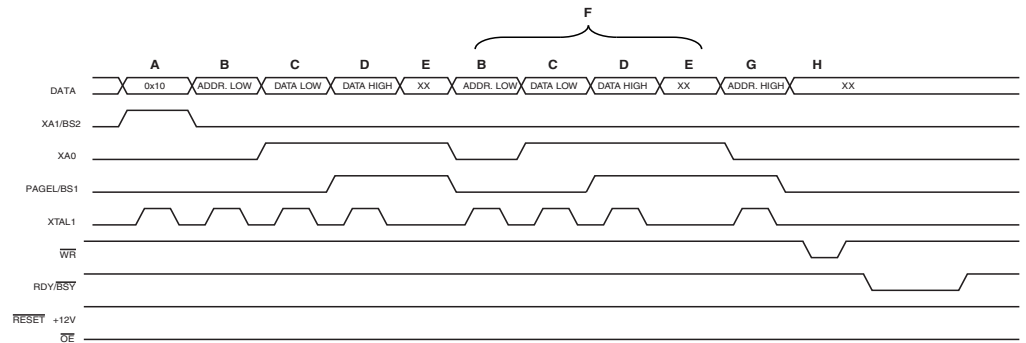 F
A B C D E B C D E G H
DATA 0x10 ADDR. LOW DATA LOW DATA HIGH XX ADDR. LOW DATA LOW DATA HIGH XX ADDR. HIGH XX
XA1/BS2
XA0
PAGEL/BS1
XTAL1
WR
RDY/BSY
RESET +12V
OE